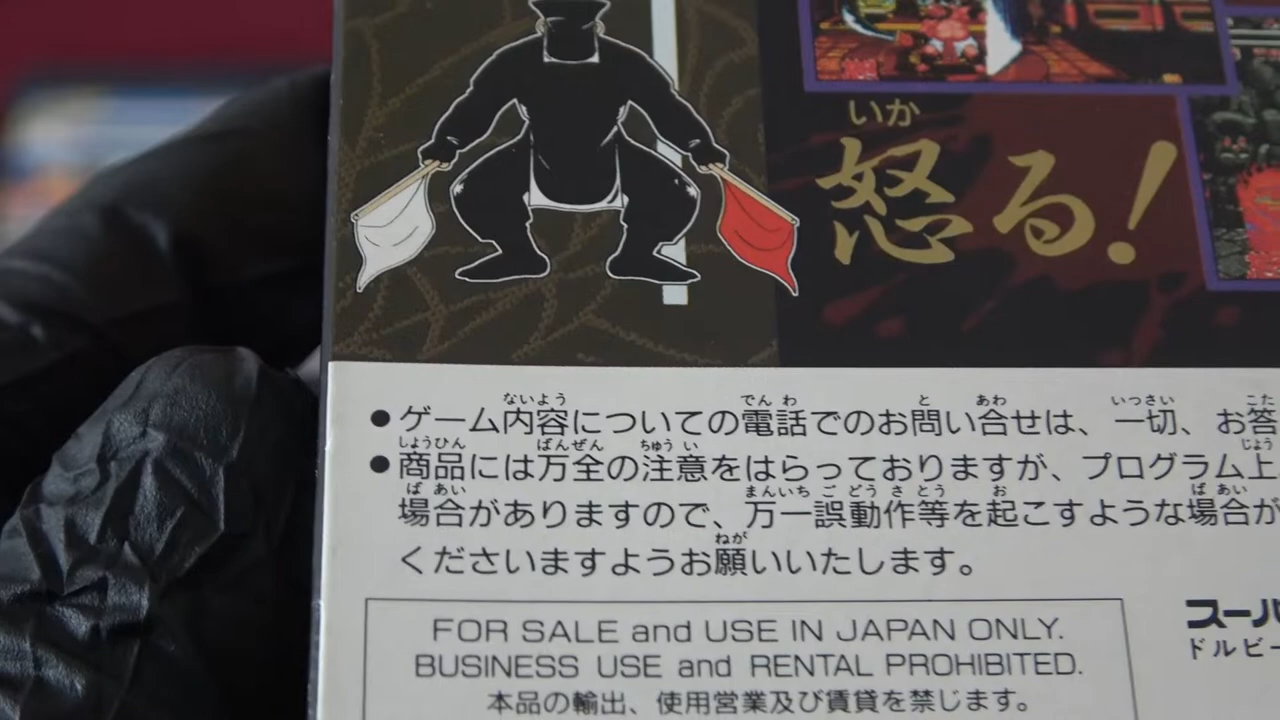 いか
怒る!
ないよう でんわ と あわ いっさい こた
●ゲーム内容についての電話でのお問い合せは、一切、お答
しょうひん ばんぜん ちゅうい じょう
●商品には万全の注意をはらっておりますが、プログラム上
ばあい まんいち ごどうさとう お ばあい
場合がありますので、万一誤動作等を起こすような場合が
ねが
くださいますようお願いいたします。
FOR SALE and USE IN JAPAN ONLY.
BUSINESS USE and RENTAL PROHIBITED.
本品の輸出、使用営業及び賃貸を禁じます。
スーパ
ドルビー